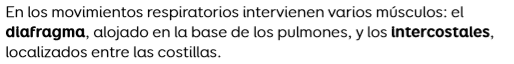 En los movimientos respiratorios intervienen varios músculos: el
diafragma, alojado en la base de los pulmones, y los intercostales,
localizados entre las costillas.